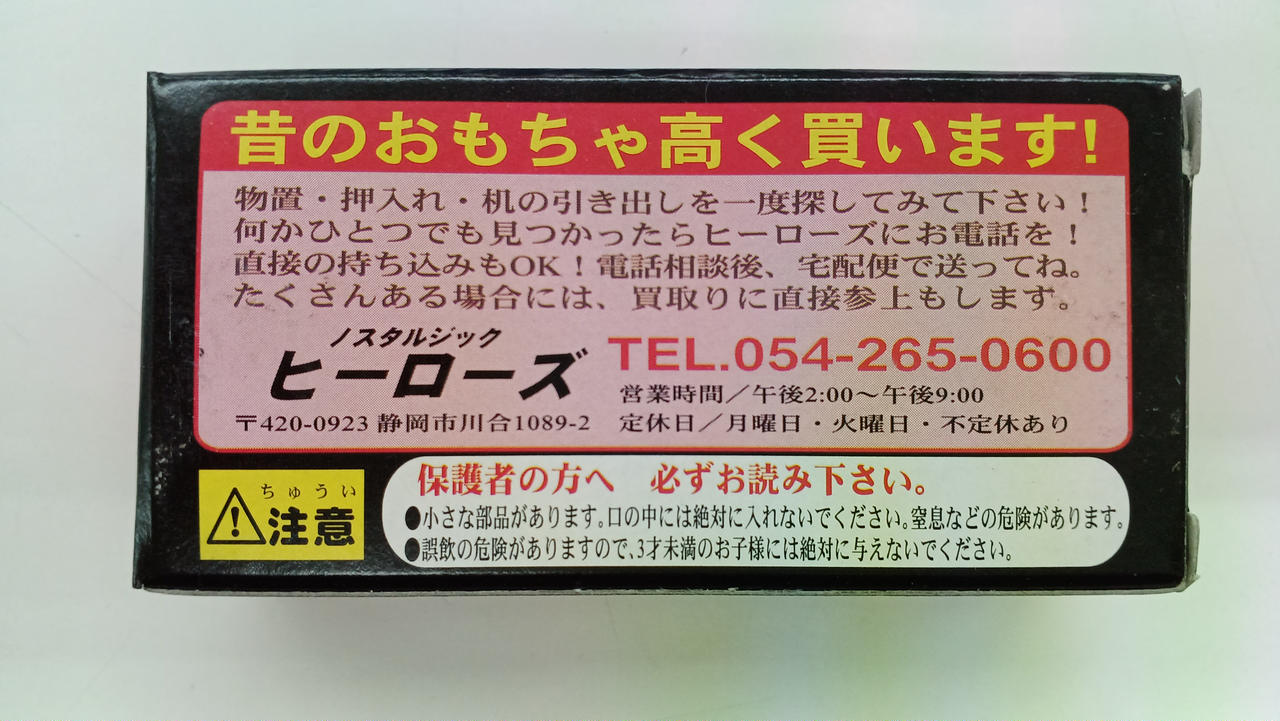 昔のおもちゃ高く買います!
物置・押入れ・机の引き出しを一度探してみて下さい！
何かひとつでも見つかったらヒーローズにお電話を！
直接の持ち込みもOK！電話相談後、宅配便で送ってね。
たくさんある場合には、買取りに直接参上もします。
ノスタルジック
ヒーローズ
TEL.054-265-0600
営業時間／午後2:00〜午後9:00
〒420-0923 静岡市川合1089-2
定休日／月曜日・火曜日・不定休あり
ちゅうい
注意
保護者の方へ　必ずお読み下さい。
●小さな部品があります。口の中には絶対に入れないでください。窒息などの危険があります。
●誤飲の危険がありますので、3才未満のお子様には絶対に与えないでください。